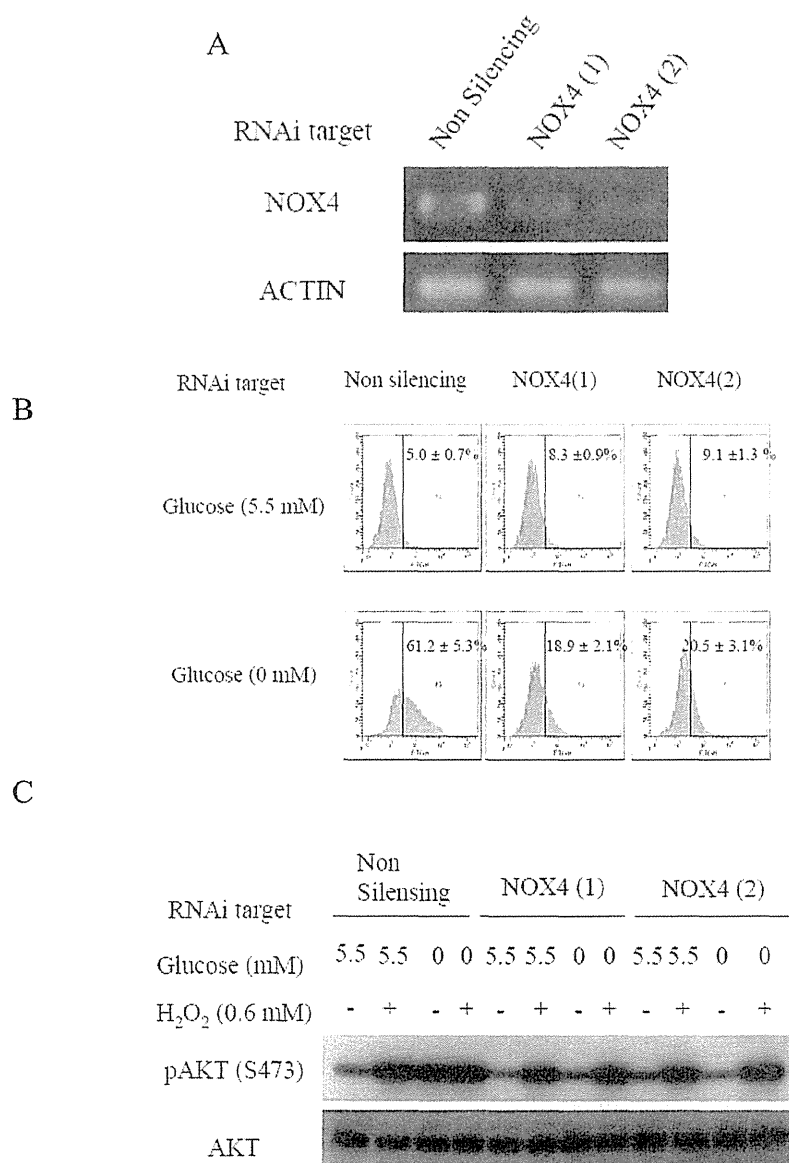 A
RNAi target
Non Silencing
NOX4 (1)
NOX4 (2)
NOX4
ACTIN
B
RNAi target Non silencing NOX4(1) NOX4(2)
Glucose (5.5 mM)
5.0 ± 0.7% 8.3 ±0.9% 9.1 ±1.3 %
Glucose (0 mM)
61.2 ± 5.3% 18.9 ± 2.1% 20.5 ± 3.1%
C
RNAi target
Non
Silensing NOX4 (1) NOX4 (2)
Glucose (mM) 5.5 5.5 0 0 5.5 5.5 0 0 5.5 5.5 0 0
H₂O₂ (0.6 mM) - + - + - + - + - + - +
pAKT (S473)
AKT